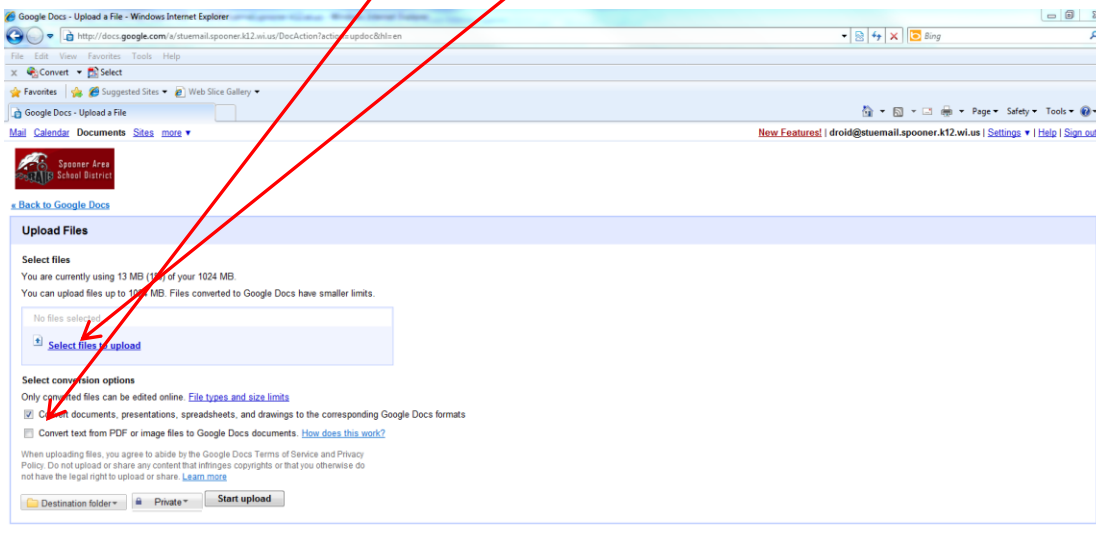 Google Docs - Upload a File - Windows Internet Explorer
http://docs.google.com/a/stuemail.spooner.k12.wi.us/DocAction?action=updoc&hl=en
Bing
File Edit View Favorites Tools Help
x Convert Select
Favorites Suggested Sites Web Slice Gallery
Google Docs - Upload a File
Page Safety Tools
Mail Calendar Documents Sites more
New Features! | droid@stuemail.spooner.k12.wi.us | Settings | Help | Sign out
Spooner Area
School District
« Back to Google Docs
Upload Files
Select files
You are currently using 13 MB of your 1024 MB.
You can upload files up to 1024 MB. Files converted to Google Docs have smaller limits.
No files selected
Select files to upload
Select conversion options
Only converted files can be edited online. File types and size limits
Convert documents, presentations, spreadsheets, and drawings to the corresponding Google Docs formats
Convert text from PDF or image files to Google Docs documents. How does this work?
When uploading files, you agree to abide by the Google Docs Terms of Service and Privacy
Policy. Do not upload or share any content that infringes copyrights or that you otherwise do
not have the legal right to upload or share. Learn more
Destination folder Private Start upload